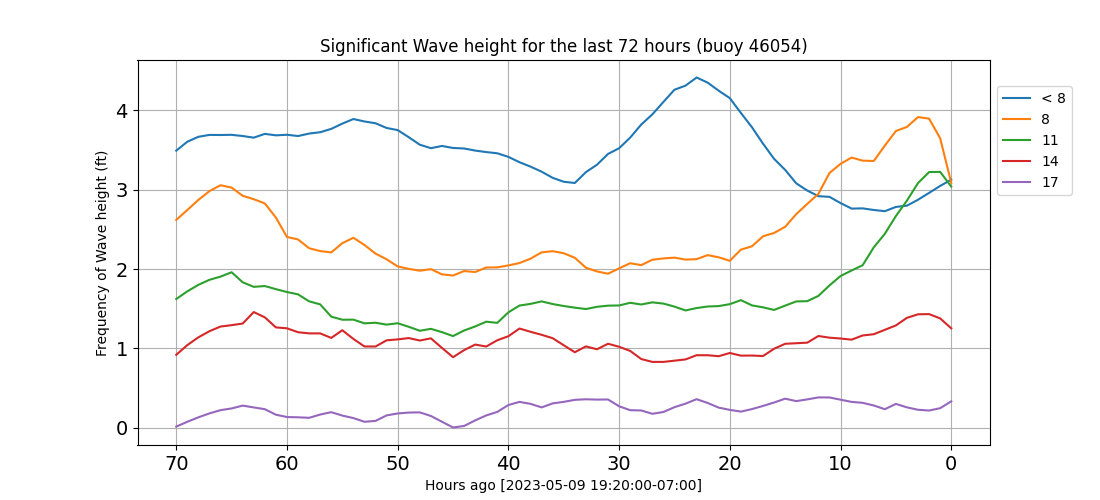 Significant Wave height for the last 72 hours (buoy 46054)
Frequency of Wave height (ft)
4
3
2
1
0
70 60 50 40 30 20 10 0
Hours ago [2023-05-09 19:20:00-07:00]
< 8
8
11
14
17